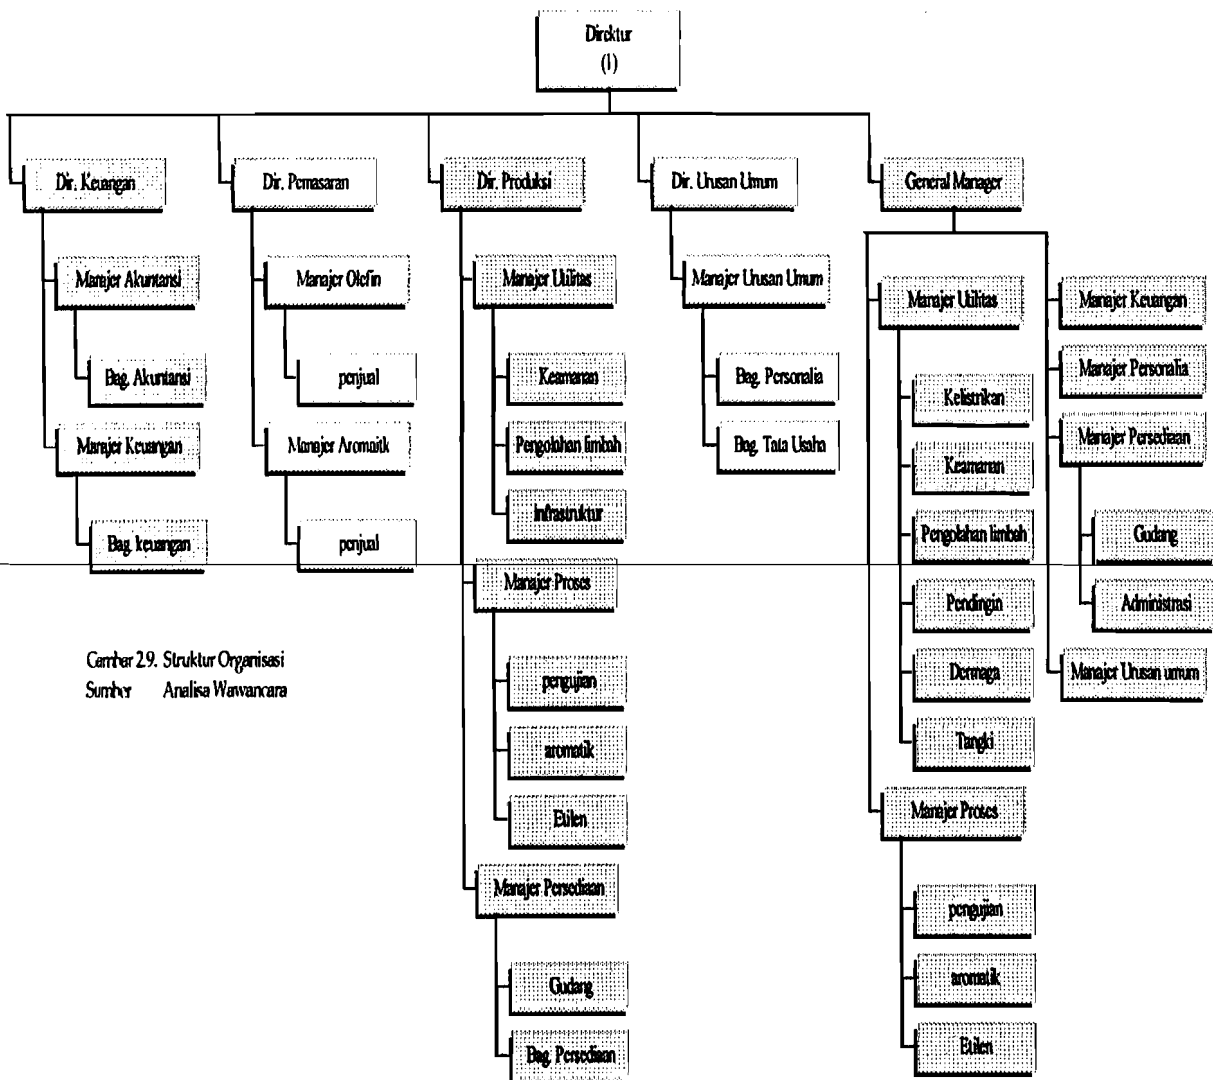 Direktur
(1)
Dir. Keuangan
Manajer Akuntansi
Bag. Akuntansi
Manajer Keuangan
Bag. keuangan
Dir. Pemasaran
Manajer Olefin
penjual
Manajer Aromaitk
penjual
Dir. Produksi
Manajer Utilitas
Keamanan
Pengolahan limbah
infrastruktur
Manajer Proses
pengujian
aromatik
Etilen
Manajer Persediaan
Gudang
Bag. Persediaan
Dir. Urusan Umum
Manajer Urusan Umum
Bag. Personalia
Bag. Tata Usaha
General Manager
Manajer Utilitas
Kelistrikan
Keamanan
Pengolahan limbah
Pendingin
Dermaga
Tangki
Manajer Proses
pengujian
aromatik
Etilen
Manajer Keuangan
Manajer Personalia
Manajer Persediaan
Gudang
Administrasi
Manajer Urusan umum
Gambar 2.9. Struktur Organisasi
Sumber Analisa Wawancara